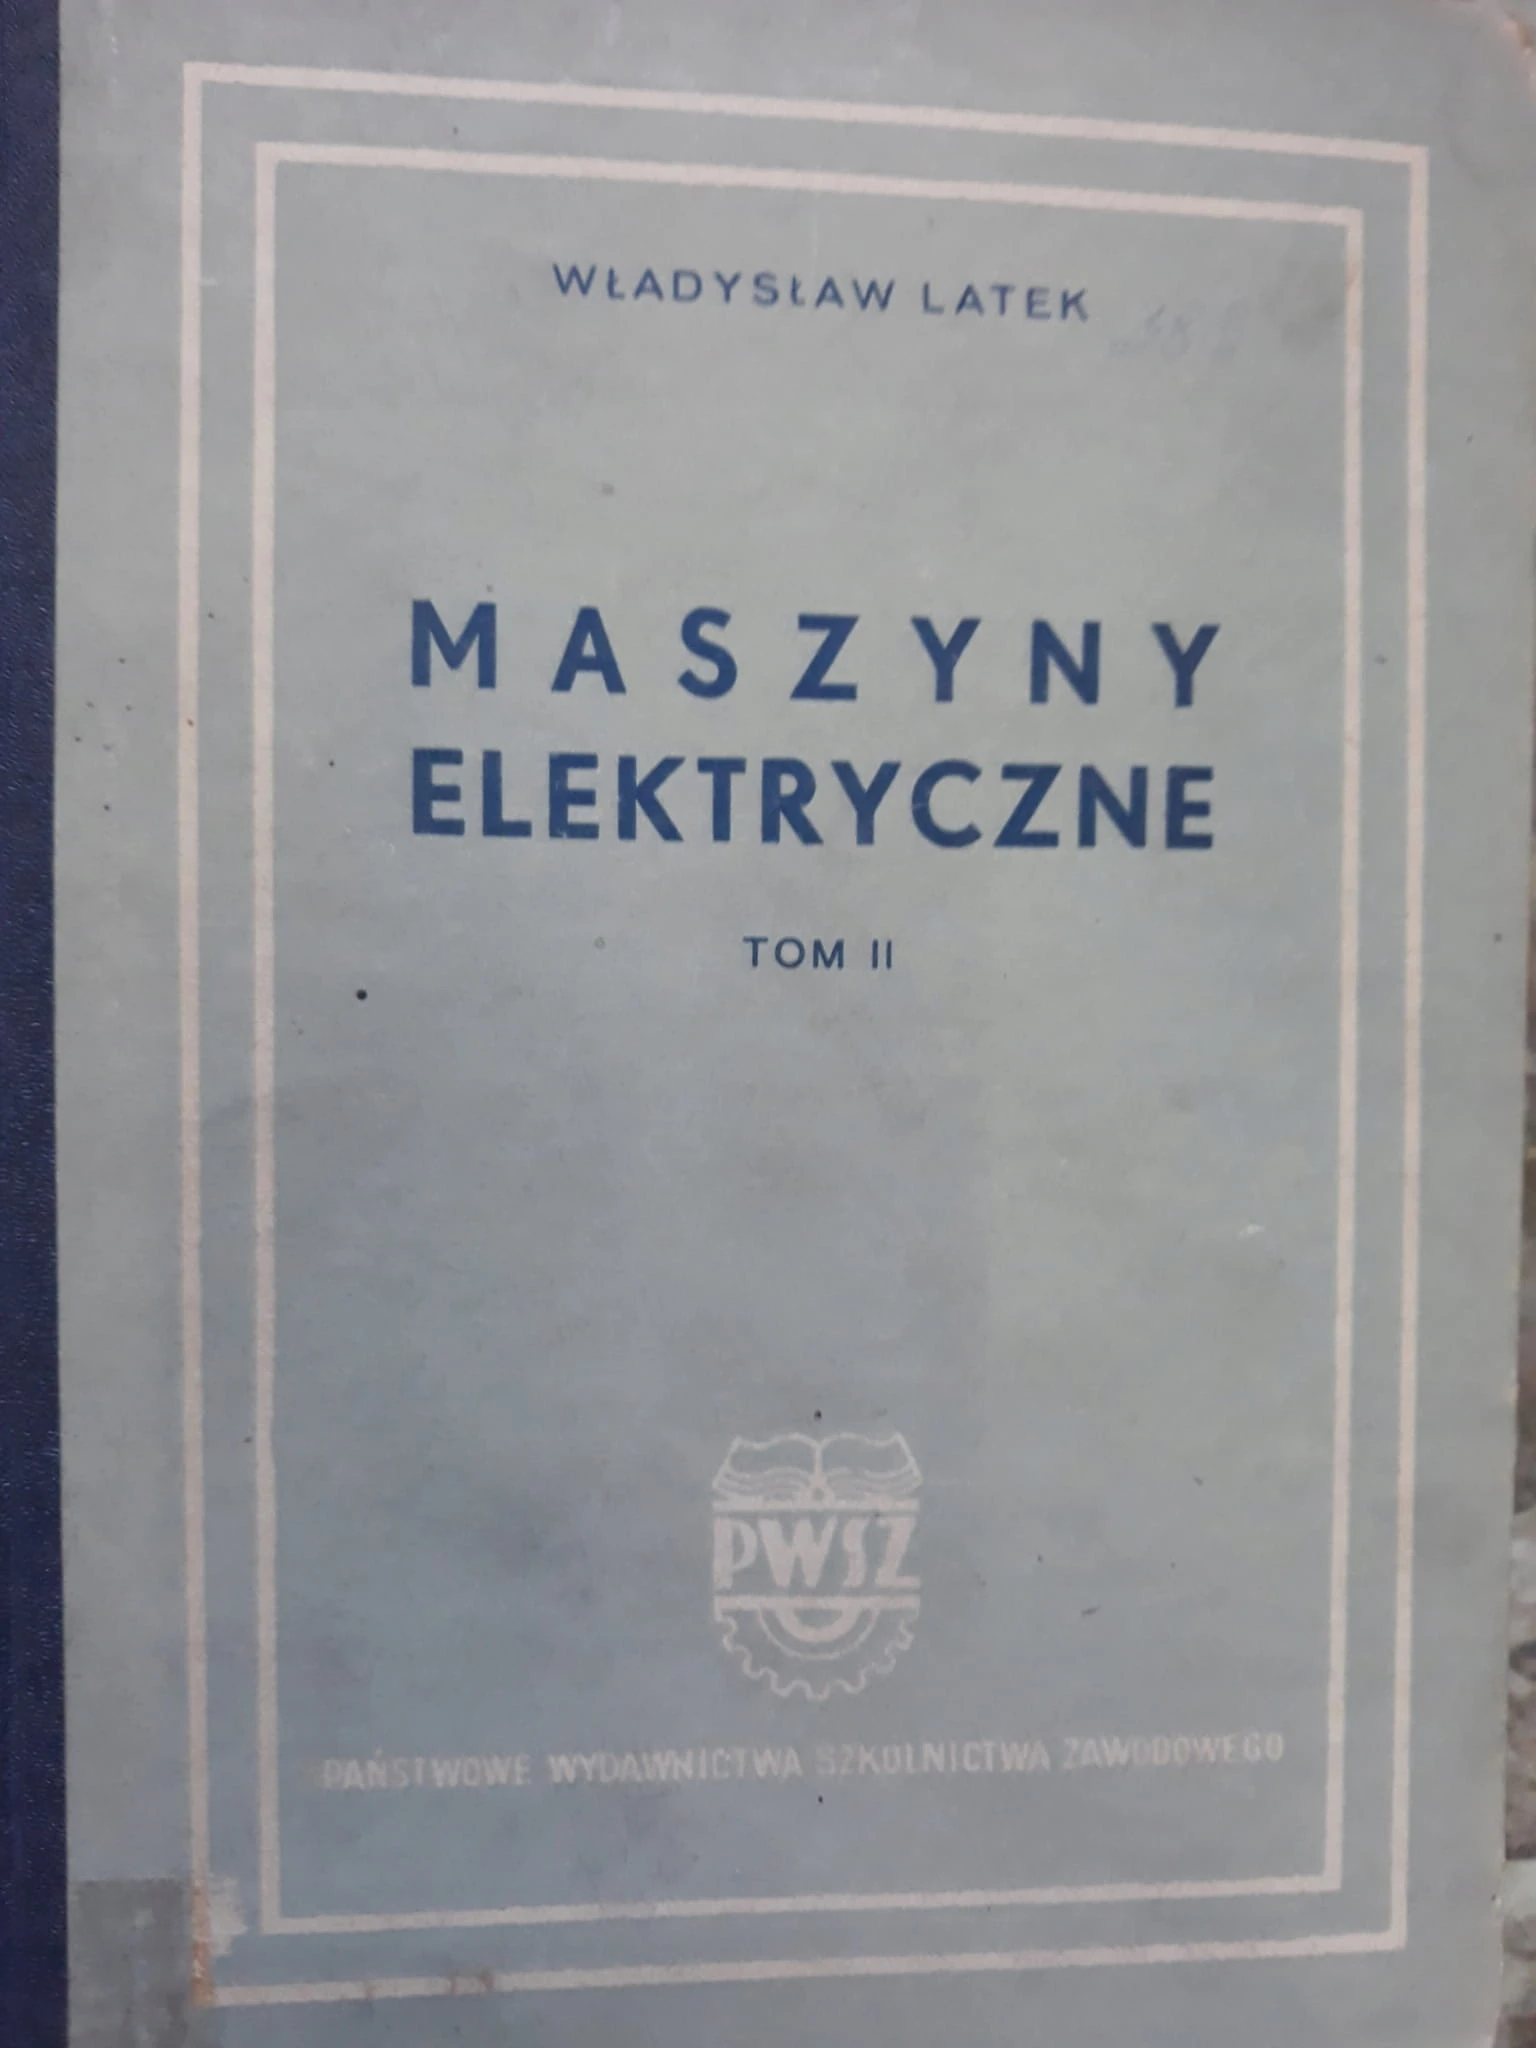 WŁADYSŁAW LATEK
MASZYNY
ELEKTRYCZNE
TOM II
PWSZ
PAŃSTWOWE WYDAWNICTWA SZKOLNICTWA ZAWODOWEGO